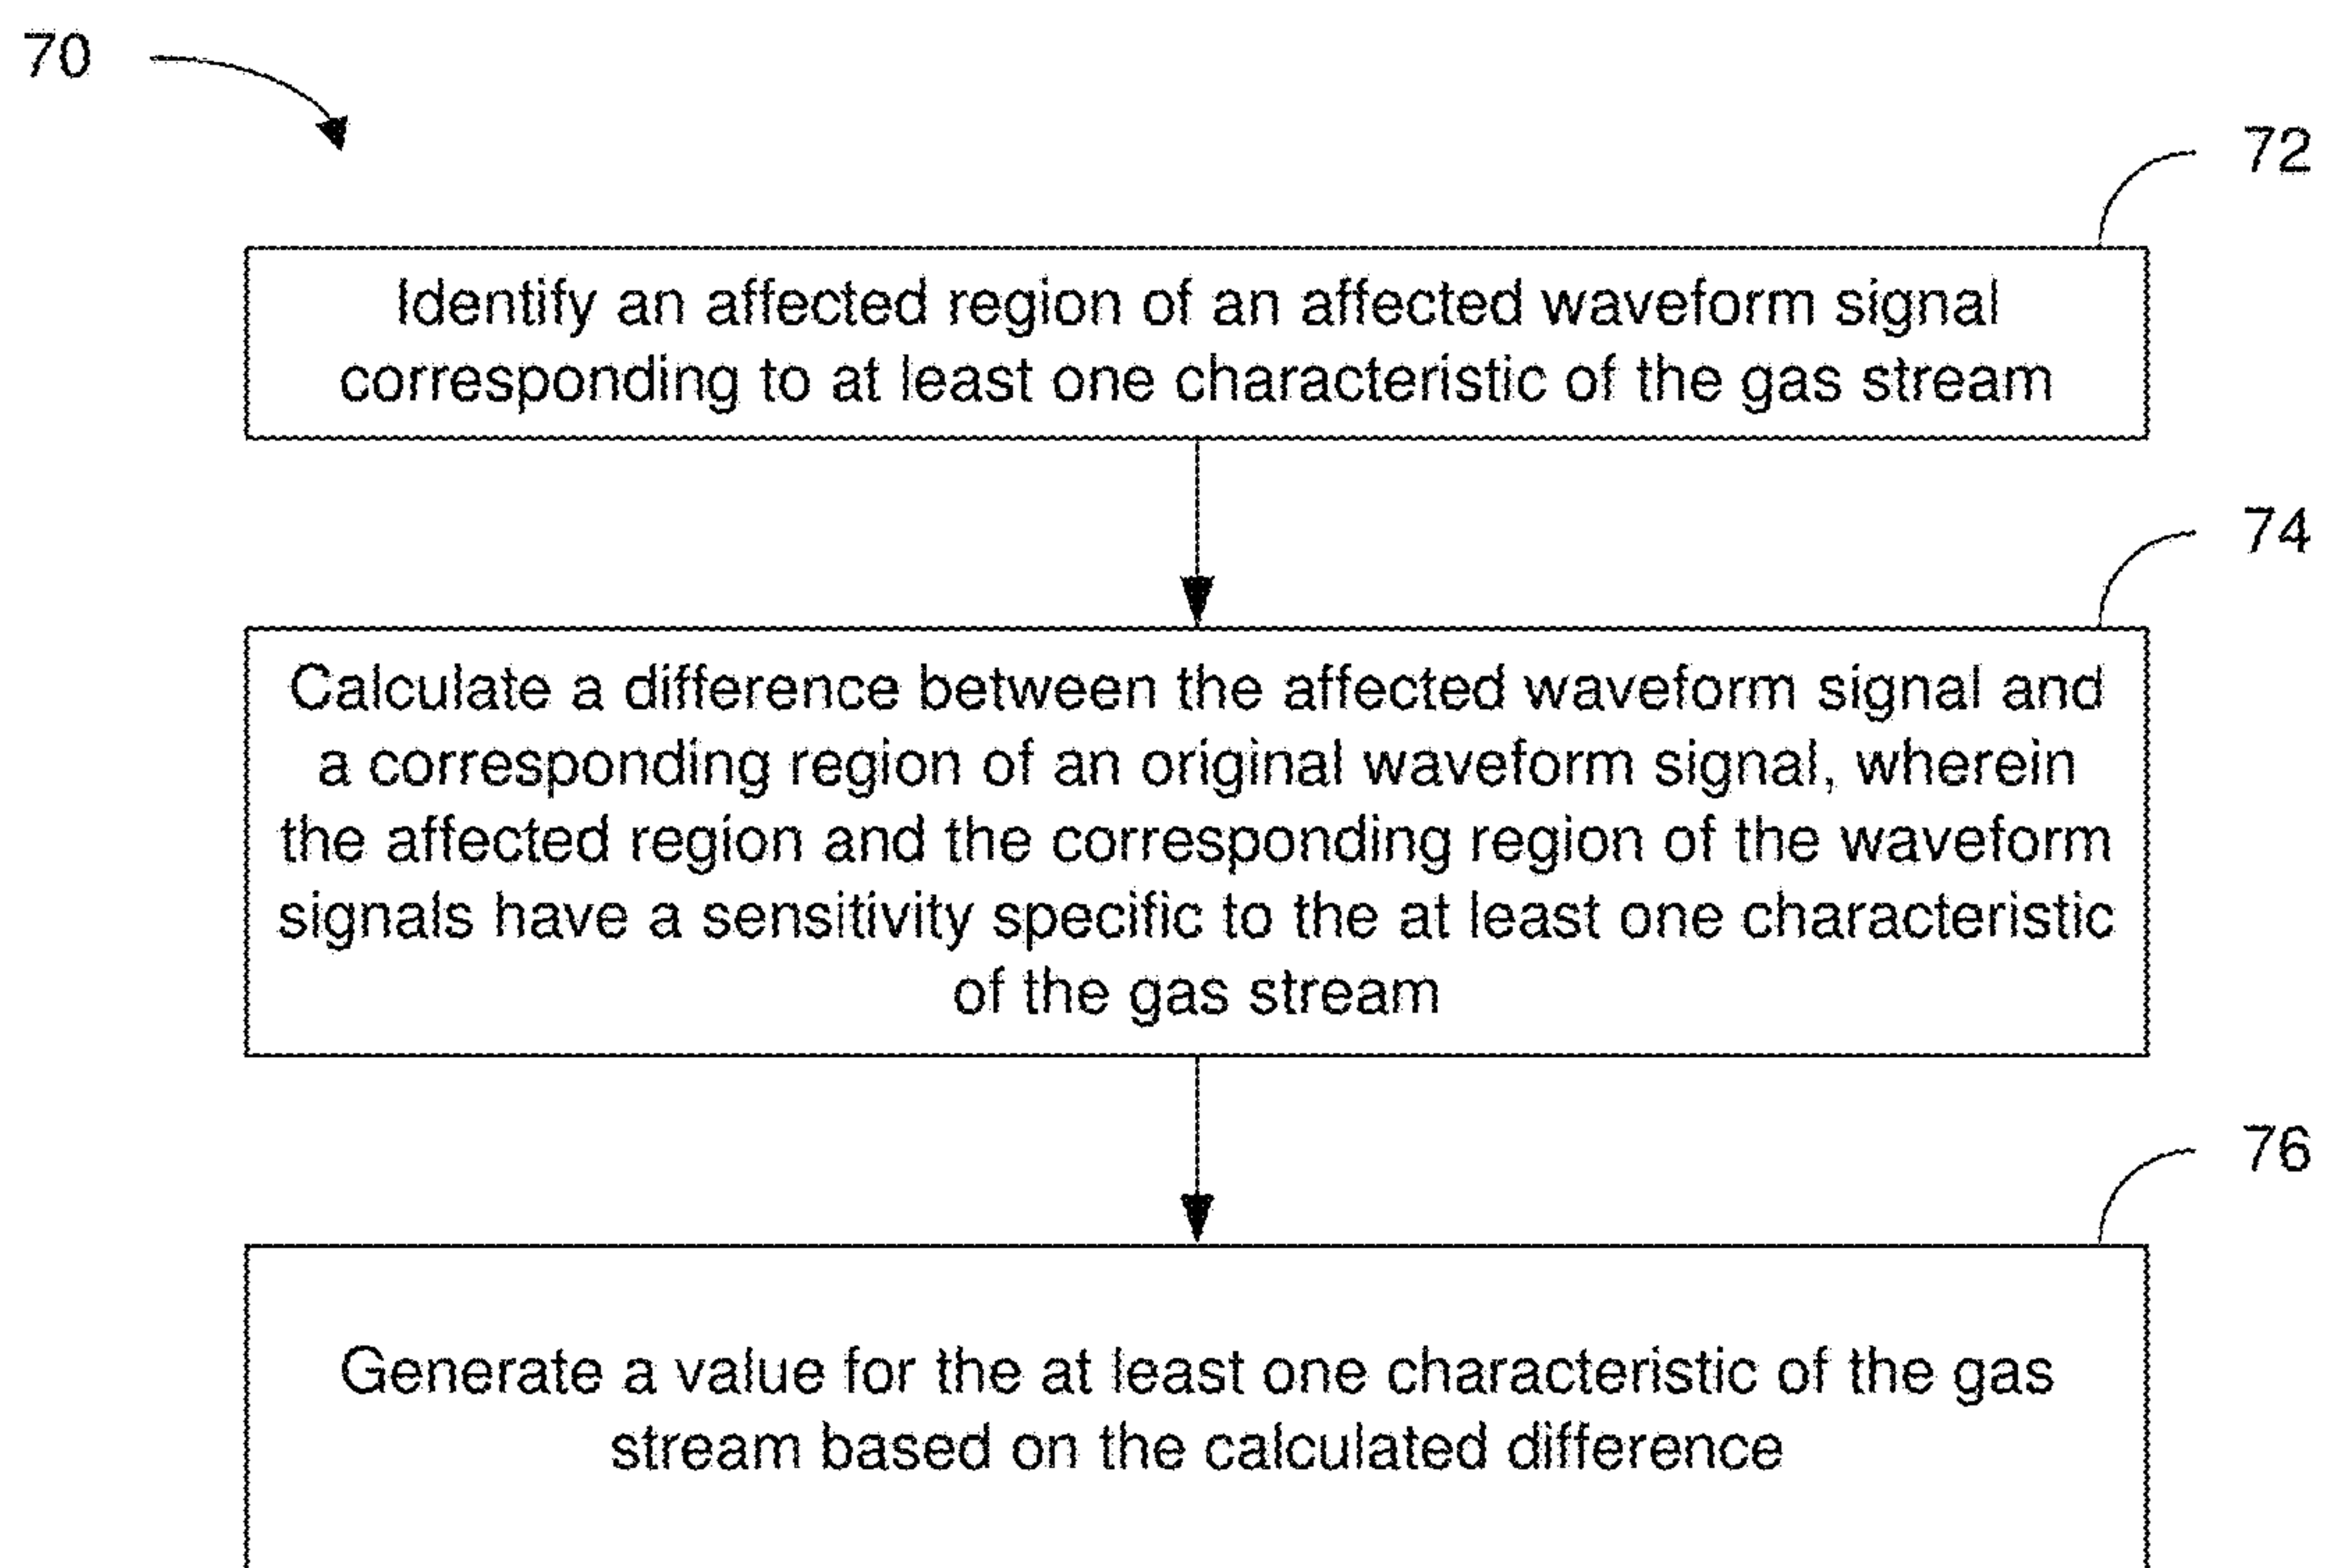 70
72
Identify an affected region of an affected waveform signal
corresponding to at least one characteristic of the gas stream
74
Calculate a difference between the affected waveform signal and
a corresponding region of an original waveform signal, wherein
the affected region and the corresponding region of the waveform
signals have a sensitivity specific to the at least one characteristic
of the gas stream
76
Generate a value for the at least one characteristic of the gas
stream based on the calculated difference